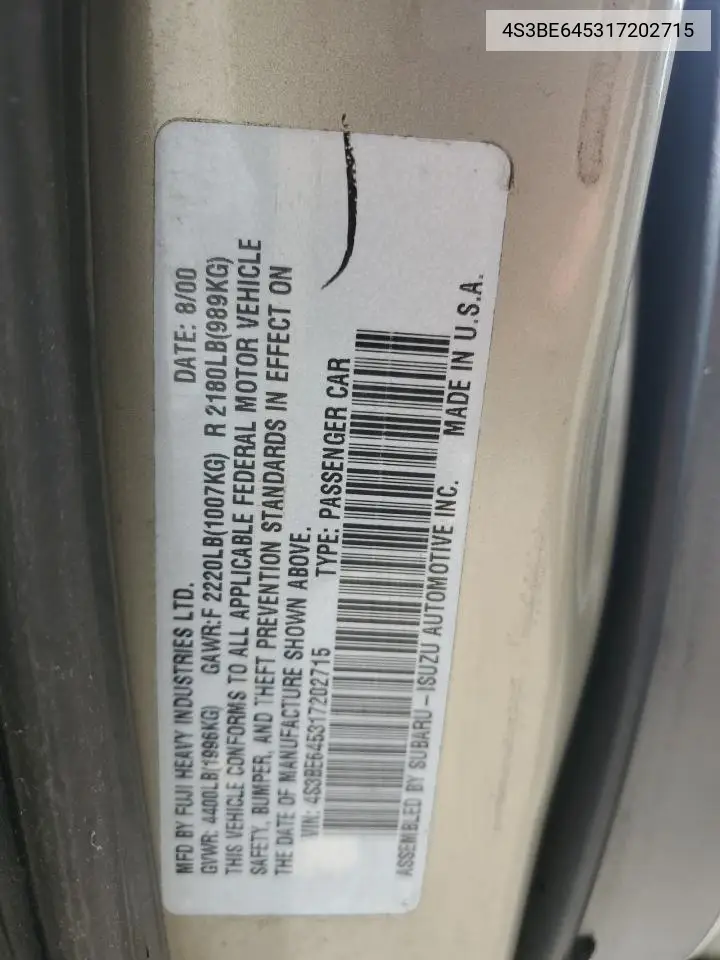 4S3BE645317202715
MFD BY FUJI HEAVY INDUSTRIES LTD. DATE: 8/00
GVWR: 4400LB(1996KG) GAWR:F 2220LB(1007KG) R 2180LB(989KG)
THIS VEHICLE CONFORMS TO ALL APPLICABLE FEDERAL MOTOR VEHICLE
SAFETY, BUMPER, AND THEFT PREVENTION STANDARDS IN EFFECT ON
THE DATE OF MANUFACTURE SHOWN ABOVE.
VIN: 4S3BE645317202715 TYPE: PASSENGER CAR
ASSEMBLED BY SUBARU-ISUZU AUTOMOTIVE INC. MADE IN U.S.A.